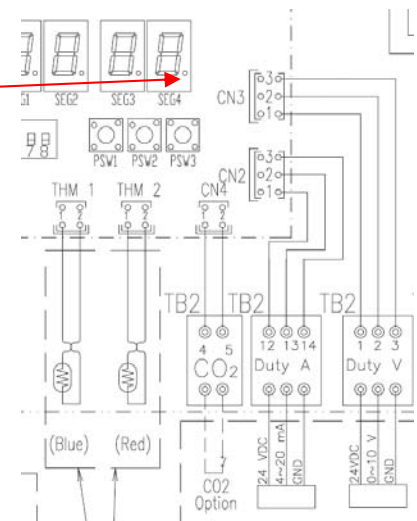 SEG2 SEG3 SEG4
7 8
PSW1 PSW2 PSW3
CN3
3
2
1
CN2
3
2
1
THM 1 THM 2 CN4
1 2 1 2 1 2
TB2 TB2 TB2
4 5
CO2
12 13 14
Duty A
1 2 3
Duty V
24 VDC
4~20 mA
GND
24VDC
0~10 V
GND
(Blue) (Red)
CO2
Option